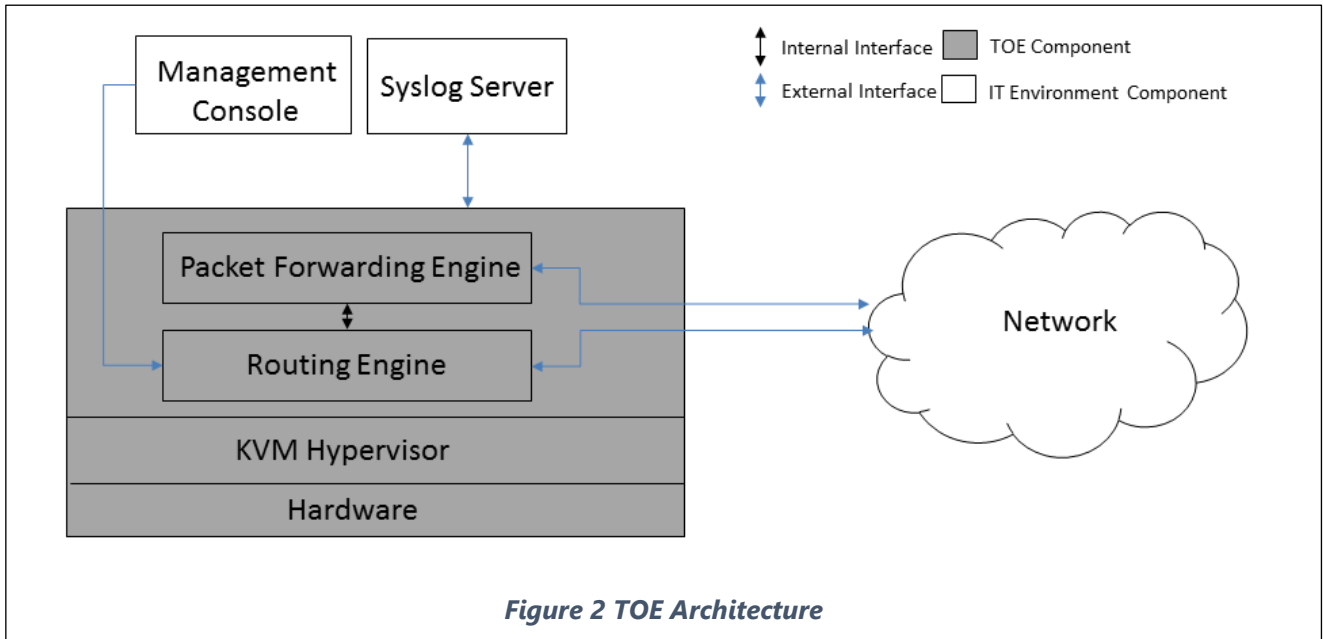 Management
Console
Syslog Server
Internal Interface
TOE Component
External Interface
IT Environment Component
Packet Forwarding Engine
Routing Engine
Network
KVM Hypervisor
Hardware
Figure 2 TOE Architecture